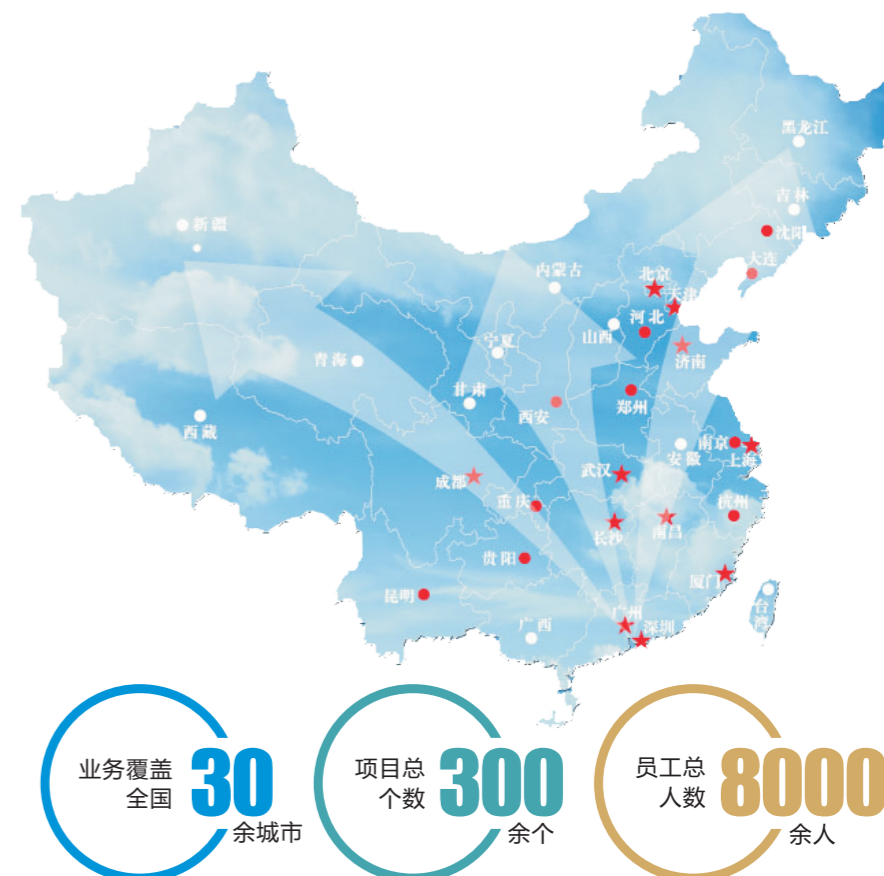 黑龙江
吉林
新疆
沈阳
大连
内蒙古
北京
天津
河北
山西
宁夏
济南
青海
甘肃
郑州
西安
西藏
南京
安徽
上海
武汉
成都
重庆
杭州
长沙
南昌
贵阳
厦门
昆明
台湾
广州
广西
深圳
业务覆盖
全国
30
余城市
项目总
个数
300
余个
员工总
人数
8000
余人